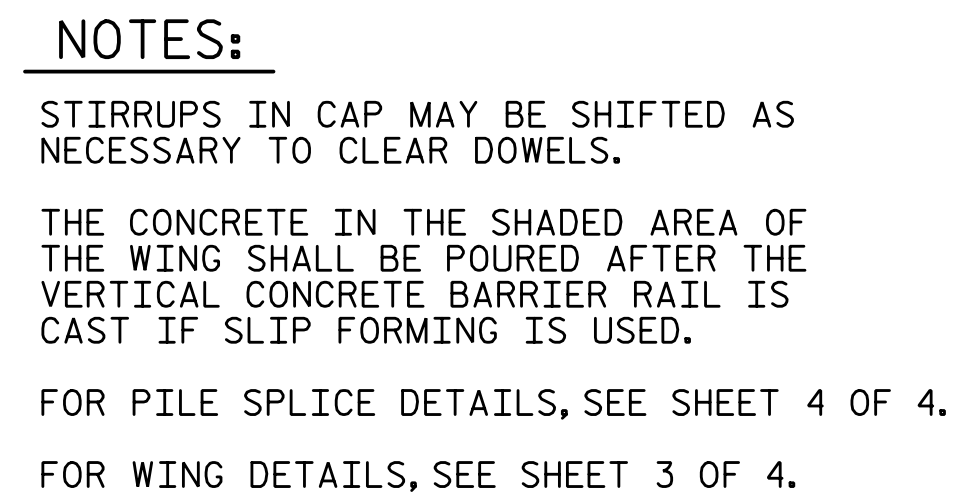 NOTES:
STIRRUPS IN CAP MAY BE SHIFTED AS
NECESSARY TO CLEAR DOWELS.
THE CONCRETE IN THE SHADED AREA OF
THE WING SHALL BE POURED AFTER THE
VERTICAL CONCRETE BARRIER RAIL IS
CAST IF SLIP FORMING IS USED.
FOR PILE SPLICE DETAILS, SEE SHEET 4 OF 4.
FOR WING DETAILS, SEE SHEET 3 OF 4.